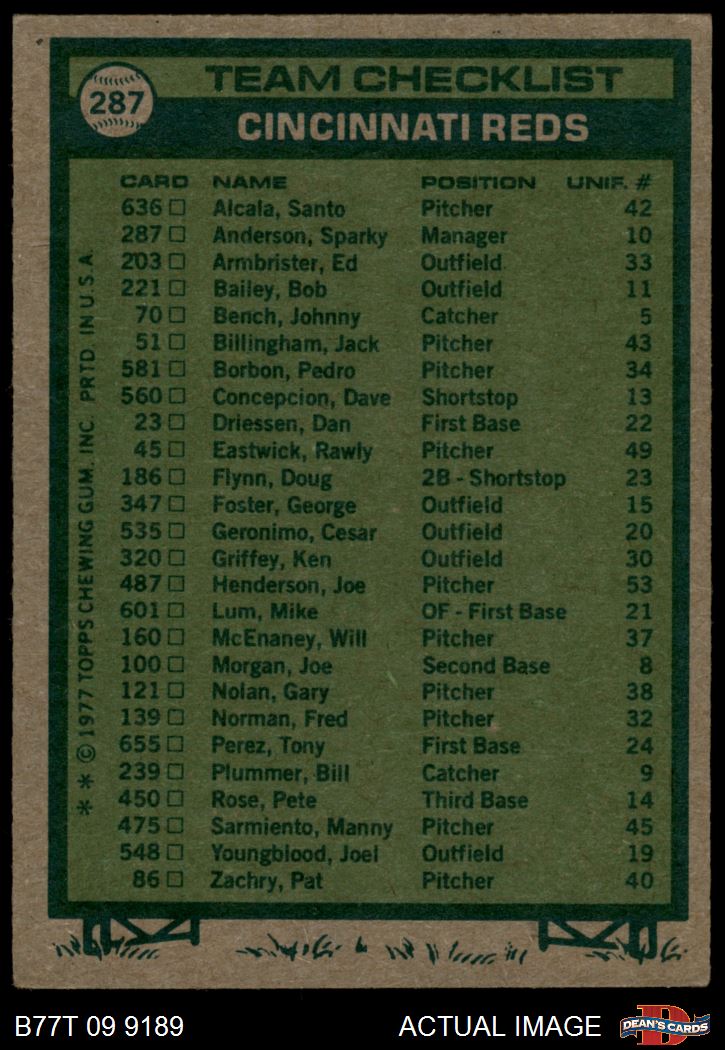 287
TEAM CHECKLIST
CINCINNATI REDS
CARD NAME POSITION UNIF. #
636 □ Alcala, Santo Pitcher 42
287 □ Anderson, Sparky Manager 10
203 □ Armbrister, Ed Outfield 33
221 □ Bailey, Bob Outfield 11
70 □ Bench, Johnny Catcher 5
51 □ Billingham, Jack Pitcher 43
581 □ Borbon, Pedro Pitcher 34
560 □ Concepcion, Dave Shortstop 13
23 □ Driessen, Dan First Base 22
45 □ Eastwick, Rawly Pitcher 49
186 □ Flynn, Doug 2B - Shortstop 23
347 □ Foster, George Outfield 15
535 □ Geronimo, Cesar Outfield 20
320 □ Griffey, Ken Outfield 30
487 □ Henderson, Joe Pitcher 53
601 □ Lum, Mike OF - First Base 21
160 □ McEnaney, Will Pitcher 37
100 □ Morgan, Joe Second Base 8
121 □ Nolan, Gary Pitcher 38
139 □ Norman, Fred Pitcher 32
655 □ Perez, Tony First Base 24
239 □ Plummer, Bill Catcher 9
450 □ Rose, Pete Third Base 14
475 □ Sarmiento, Manny Pitcher 45
548 □ Youngblood, Joel Outfield 19
86 □ Zachry, Pat Pitcher 40
* * © 1977 TOPPS CHEWING GUM, INC. PRTD. IN U.S.A.
B77T 09 9189 ACTUAL IMAGE
D
DEAN'S CARDS